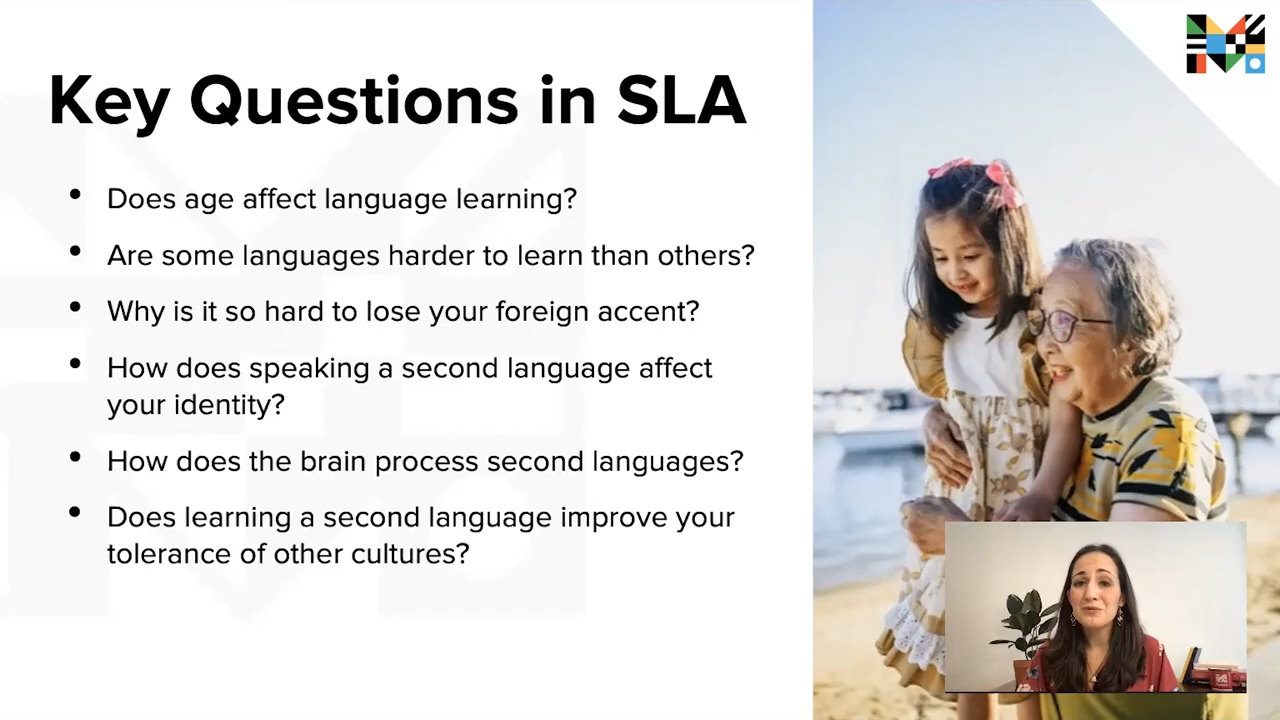 Key Questions in SLA
• Does age affect language learning?
• Are some languages harder to learn than others?
• Why is it so hard to lose your foreign accent?
• How does speaking a second language affect
your identity?
• How does the brain process second languages?
• Does learning a second language improve your
tolerance of other cultures?